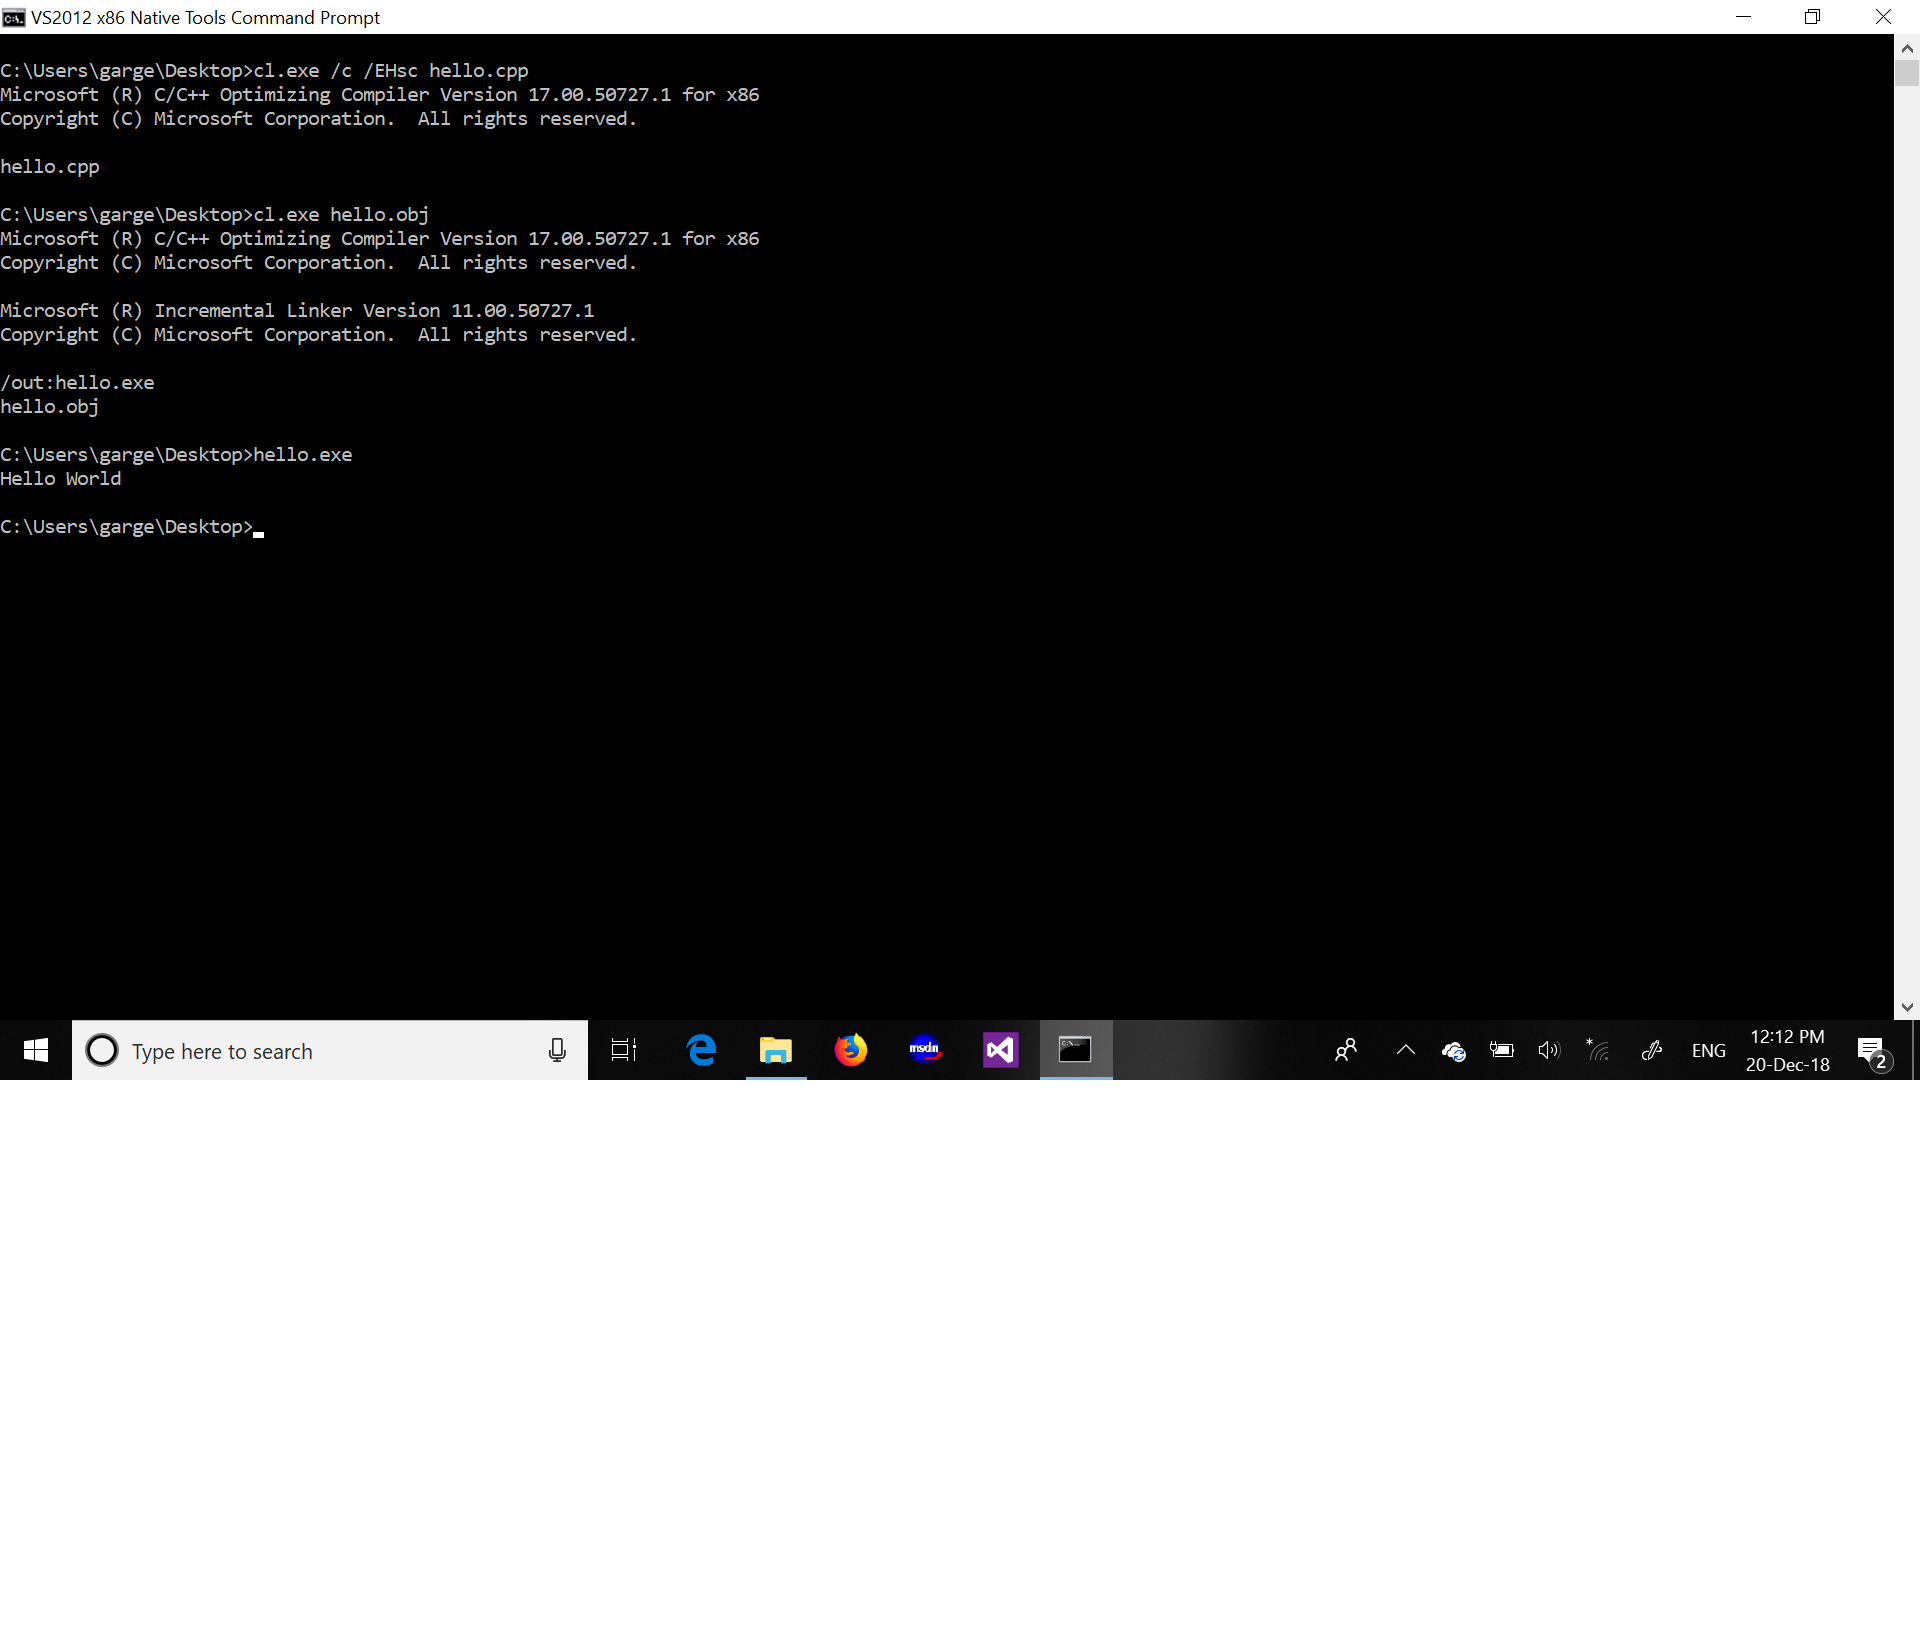 VS2012 x86 Native Tools Command Prompt
C:\Users\garge\Desktop>cl.exe /c /EHsc hello.cpp
Microsoft (R) C/C++ Optimizing Compiler Version 17.00.50727.1 for x86
Copyright (C) Microsoft Corporation.  All rights reserved.
hello.cpp
C:\Users\garge\Desktop>cl.exe hello.obj
Microsoft (R) C/C++ Optimizing Compiler Version 17.00.50727.1 for x86
Copyright (C) Microsoft Corporation.  All rights reserved.
Microsoft (R) Incremental Linker Version 11.00.50727.1
Copyright (C) Microsoft Corporation.  All rights reserved.
/out:hello.exe
hello.obj
C:\Users\garge\Desktop>hello.exe
Hello World
C:\Users\garge\Desktop>
Type here to search
msdn
ENG
12:12 PM
20-Dec-18
2